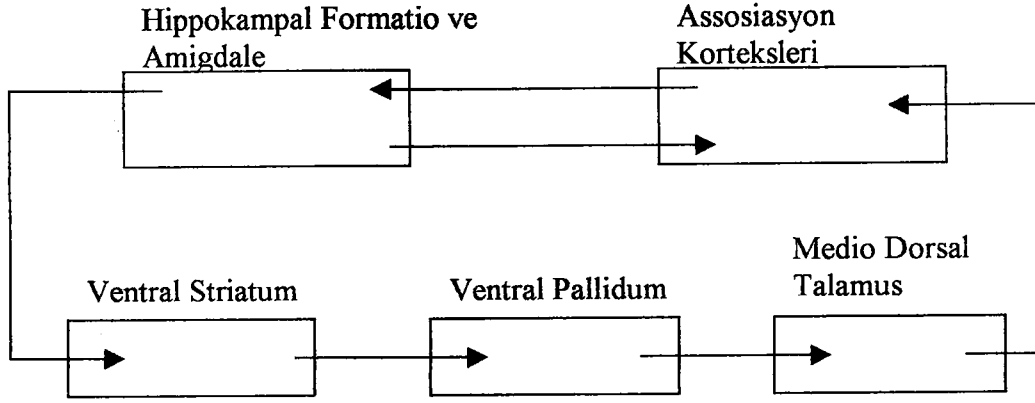 Hippokampal Formatio ve
Amigdale
Assosiasyon
Korteksleri
Ventral Striatum
Ventral Pallidum
Medio Dorsal
Talamus